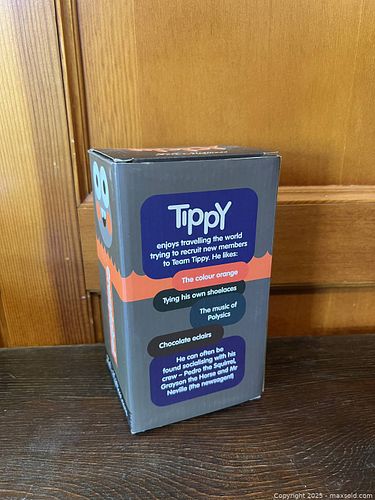 Tippy
enjoys travelling the world
trying to recruit new members
to Team Tippy. He likes:
The colour orange
Tying his own shoelaces
The music of
Polysics
Chocolate eclairs
He can often be
found socialising with his
crew – Pedro the Squirrel,
Grayson the Horse and Mr
Neville (the newsagent)
Copyright 2025 - maxsold.com